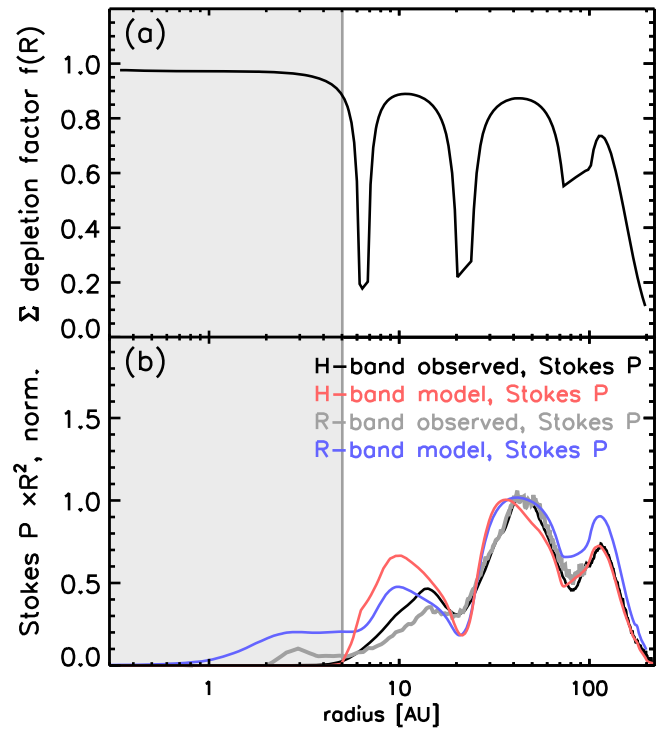 (a)
Σ depletion factor f(R)
1.0
0.8
0.6
0.4
0.2
0.0
(b)
H-band observed, Stokes P
H-band model, Stokes P
R-band observed, Stokes P
R-band model, Stokes P
Stokes P ×R², norm.
1.5
1.0
0.5
0.0
1 10 100
radius [AU]